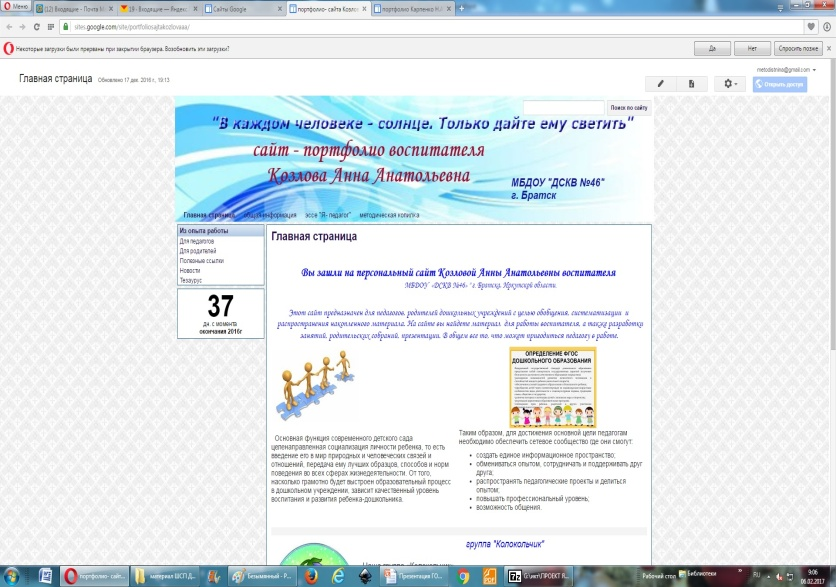 Меню
(12) Входящие - Почта M
19 · Входящие — Яндекс
Сайты Google
портфолио- сайта Козло
портфолио Карпенко Н.А
sites.google.com/site/portfoliosajtakozlovaaa/
Некоторые загрузки были прерваны при закрытии браузера. Возобновить эти загрузки?
Да
Нет
Спросить позже
metodistnina@gmail.com
Главная страница
Обновлено 17 дек. 2016 г., 19:13
Открыть доступ
Поиск по сайту
"В каждом человеке - солнце. Только дайте ему светить"
сайт - портфолио воспитателя
Козлова Анна Анатольевна
МБДОУ "ДСКВ №46"
г. Братск
Главная страница общая информация эссе "Я- педагог" методическая копилка
Из опыта работы
Для педагогов
Для родителей
Полезные ссылки
Новости
Тезаурус
37
дн. с момента
окончания 2016г
Главная страница
Вы зашли на персональный сайт Козловой Анны Анатольевны воспитателя
МБДОУ "ДСКВ №46" г. Братска, Иркутской области.
Этот сайт предназначен для педагогов, родителей дошкольных учреждений с целью обобщения, систематизации и
распространения накопленного материала. На сайте вы найдете материал для работы воспитателя, а также разработки
занятий, родительских собраний, презентации. В общем все то, что может пригодиться педагогу в работе.
ОПРЕДЕЛЕНИЕ ФГОС
ДОШКОЛЬНОГО ОБРАЗОВАНИЯ
Основная функция современного детского сада
целенаправленная социализация личности ребенка, то есть
введение его в мир природных и человеческих связей и
отношений, передача ему лучших образцов, способов и норм
поведения во всех сферах жизнедеятельности. От того,
насколько грамотно будет выстроен образовательный процесс
в дошкольном учреждении, зависит качественный уровень
воспитания и развития ребенка-дошкольника.
Таким образом, для достижения основной цели педагогам
необходимо обеспечить сетевое сообщество где они смогут:
создать единое информационное пространство;
обмениваться опытом, сотрудничать и поддерживать друг
друга;
распространять педагогические проекты и делиться
опытом;
повышать профессиональный уровень;
возможность общения.
группа "Колокольчик"
портфолио- сайт...
материал ШСП Д...
Безымянный - P...
Презентация ГО...
G:\икт\ПРОЕКТ Я...
Рабочий стол
Библиотеки
9:06
06.02.2017